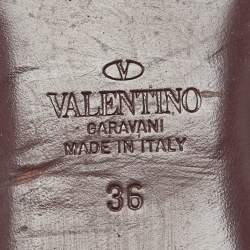 VALENTINO
GARAVANI
MADE IN ITALY
36